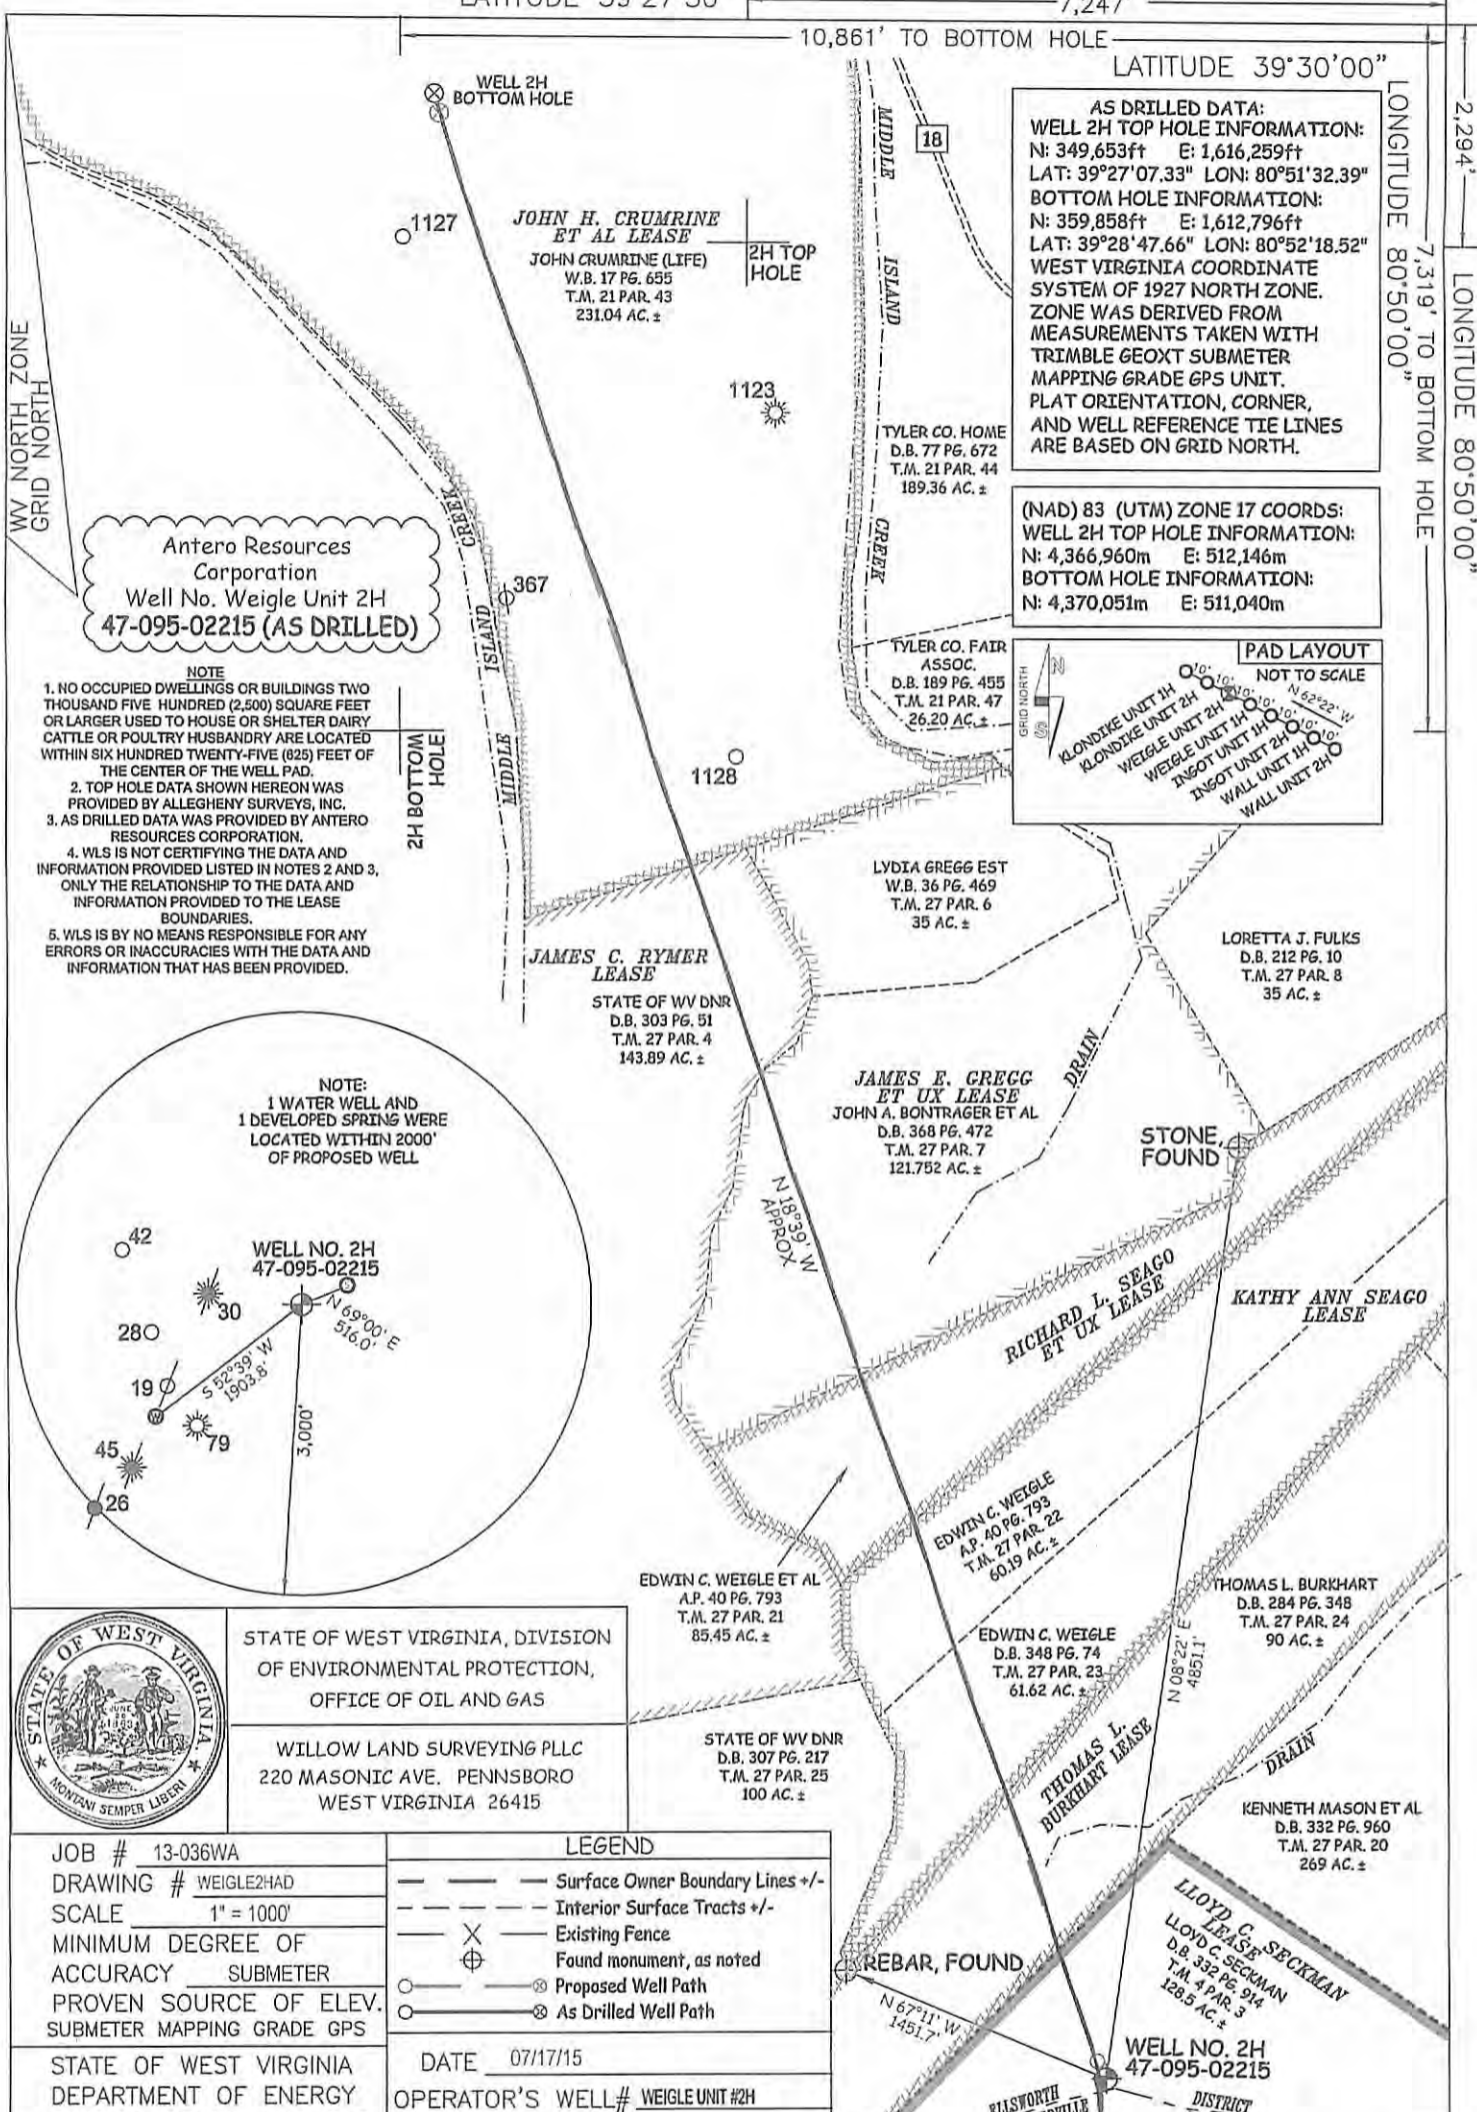 LATITUDE 39°27'30"
7,247'
10,861' TO BOTTOM HOLE
LATITUDE 39°30'00"
2,294'
LONGITUDE 80°50'00"
7,319' TO BOTTOM HOLE
LONGITUDE 80°50'00"
WELL 2H
BOTTOM HOLE
MIDDLE
ISLAND
CREEK
18
AS DRILLED DATA:
WELL 2H TOP HOLE INFORMATION:
N: 349,653ft E: 1,616,259ft
LAT: 39°27'07.33" LON: 80°51'32.39"
BOTTOM HOLE INFORMATION:
N: 359,858ft E: 1,612,796ft
LAT: 39°28'47.66" LON: 80°52'18.52"
WEST VIRGINIA COORDINATE
SYSTEM OF 1927 NORTH ZONE.
ZONE WAS DERIVED FROM
MEASUREMENTS TAKEN WITH
TRIMBLE GEOXT SUBMETER
MAPPING GRADE GPS UNIT.
PLAT ORIENTATION, CORNER,
AND WELL REFERENCE TIE LINES
ARE BASED ON GRID NORTH.
(NAD) 83 (UTM) ZONE 17 COORDS:
WELL 2H TOP HOLE INFORMATION:
N: 4,366,960m E: 512,146m
BOTTOM HOLE INFORMATION:
N: 4,370,051m E: 511,040m
PAD LAYOUT
NOT TO SCALE
GRID NORTH
N
S
N 62°22' W
10'
10'
10'
10'
10'
10'
10'
KLONDIKE UNIT 1H
KLONDIKE UNIT 2H
WEIGLE UNIT 2H
WEIGLE UNIT 1H
INGOT UNIT 1H
INGOT UNIT 2H
WALL UNIT 1H
WALL UNIT 2H
1127
JOHN H. CRUMRINE
ET AL LEASE
JOHN CRUMRINE (LIFE)
W.B. 17 PG. 655
T.M. 21 PAR. 43
231.04 AC. ±
2H TOP
HOLE
1123
TYLER CO. HOME
D.B. 77 PG. 672
T.M. 21 PAR. 44
189.36 AC. ±
WV NORTH ZONE
GRID NORTH
Antero Resources
Corporation
Well No. Weigle Unit 2H
47-095-02215 (AS DRILLED)
CREEK
ISLAND
MIDDLE
367
TYLER CO. FAIR
ASSOC.
D.B. 189 PG. 455
T.M. 21 PAR. 47
26.20 AC. ±
NOTE
1. NO OCCUPIED DWELLINGS OR BUILDINGS TWO
THOUSAND FIVE HUNDRED (2,500) SQUARE FEET
OR LARGER USED TO HOUSE OR SHELTER DAIRY
CATTLE OR POULTRY HUSBANDRY ARE LOCATED
WITHIN SIX HUNDRED TWENTY-FIVE (625) FEET OF
THE CENTER OF THE WELL PAD.
2. TOP HOLE DATA SHOWN HEREON WAS
PROVIDED BY ALLEGHENY SURVEYS, INC.
3. AS DRILLED DATA WAS PROVIDED BY ANTERO
RESOURCES CORPORATION.
4. WLS IS NOT CERTIFYING THE DATA AND
INFORMATION PROVIDED LISTED IN NOTES 2 AND 3,
ONLY THE RELATIONSHIP TO THE DATA AND
INFORMATION PROVIDED TO THE LEASE
BOUNDARIES.
5. WLS IS BY NO MEANS RESPONSIBLE FOR ANY
ERRORS OR INACCURACIES WITH THE DATA AND
INFORMATION THAT HAS BEEN PROVIDED.
2H BOTTOM
HOLE
1128
LYDIA GREGG EST
W.B. 36 PG. 469
T.M. 27 PAR. 6
35 AC. ±
LORETTA J. FULKS
D.B. 212 PG. 10
T.M. 27 PAR. 8
35 AC. ±
JAMES C. RYMER
LEASE
STATE OF WV DNR
D.B. 303 PG. 51
T.M. 27 PAR. 4
143.89 AC. ±
JAMES E. GREGG
ET UX LEASE
JOHN A. BONTRAGER ET AL
D.B. 368 PG. 472
T.M. 27 PAR. 7
121.752 AC. ±
DRAIN
STONE,
FOUND
N 18°39' W
APPROX
NOTE:
1 WATER WELL AND
1 DEVELOPED SPRING WERE
LOCATED WITHIN 2000'
OF PROPOSED WELL
42
WELL NO. 2H
47-095-02215
S
30
N 69°00' E
516.0'
28
19
S 52°39' W
1903.8'
W
79
3,000'
45
26
RICHARD L. SEAGO
ET UX LEASE
KATHY ANN SEAGO
LEASE
EDWIN C. WEIGLE
A.P. 40 PG. 793
T.M. 27 PAR. 22
60.19 AC. ±
EDWIN C. WEIGLE ET AL
A.P. 40 PG. 793
T.M. 27 PAR. 21
85.45 AC. ±
THOMAS L. BURKHART
D.B. 284 PG. 348
T.M. 27 PAR. 24
90 AC. ±
EDWIN C. WEIGLE
D.B. 348 PG. 74
T.M. 27 PAR. 23
61.62 AC. ±
N 08°22' E
4851.1'
STATE OF WV DNR
D.B. 307 PG. 217
T.M. 27 PAR. 25
100 AC. ±
THOMAS L.
BURKHART LEASE
DRAIN
KENNETH MASON ET AL
D.B. 332 PG. 960
T.M. 27 PAR. 20
269 AC. ±
LLOYD C. SECKMAN
LEASE
LLOYD C. SECKMAN
D.B. 332 PG. 914
T.M. 4 PAR. 3
128.5 AC. ±
REBAR, FOUND
N 67°11' W
1451.7'
WELL NO. 2H
47-095-02215
ELLSWORTH
DISTRICT
STATE OF WEST VIRGINIA
MONTANI SEMPER LIBERI
JUNE
STATE OF WEST VIRGINIA, DIVISION
OF ENVIRONMENTAL PROTECTION,
OFFICE OF OIL AND GAS
WILLOW LAND SURVEYING PLLC
220 MASONIC AVE. PENNSBORO
WEST VIRGINIA 26415
JOB # 13-036WA
DRAWING # WEIGLE2HAD
SCALE 1" = 1000'
MINIMUM DEGREE OF
ACCURACY SUBMETER
PROVEN SOURCE OF ELEV.
SUBMETER MAPPING GRADE GPS
LEGEND
Surface Owner Boundary Lines +/-
Interior Surface Tracts +/-
Existing Fence
Found monument, as noted
Proposed Well Path
As Drilled Well Path
STATE OF WEST VIRGINIA
DEPARTMENT OF ENERGY
DATE 07/17/15
OPERATOR'S WELL# WEIGLE UNIT #2H